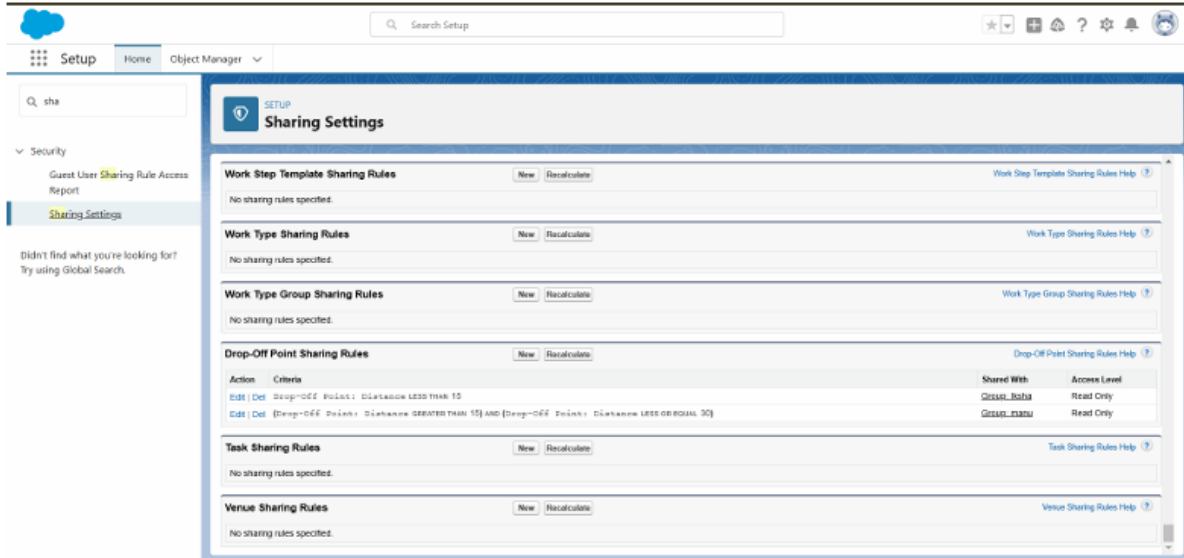 Search Setup
Setup
Home
Object Manager
sha
Security
Guest User Sharing Rule Access
Report
Sharing Settings
Didn't find what you're looking for?
Try using Global Search.
SETUP
Sharing Settings
Work Step Template Sharing Rules New Recalculate Work Step Template Sharing Rules Help ?
No sharing rules specified.
Work Type Sharing Rules New Recalculate Work Type Sharing Rules Help ?
No sharing rules specified.
Work Type Group Sharing Rules New Recalculate Work Type Group Sharing Rules Help ?
No sharing rules specified.
Drop-Off Point Sharing Rules New Recalculate Drop-Off Point Sharing Rules Help ?
Action Criteria Shared With Access Level
Edit | Del Drop-Off Point: Distance LESS THAN 15 Group: Read Only
Edit | Del (Drop-Off Point: Distance GREATER THAN 15) AND (Drop-Off Point: Distance LESS OR EQUAL 30) Group: manu Read Only
Task Sharing Rules New Recalculate Task Sharing Rules Help ?
No sharing rules specified.
Venue Sharing Rules New Recalculate Venue Sharing Rules Help ?
No sharing rules specified.